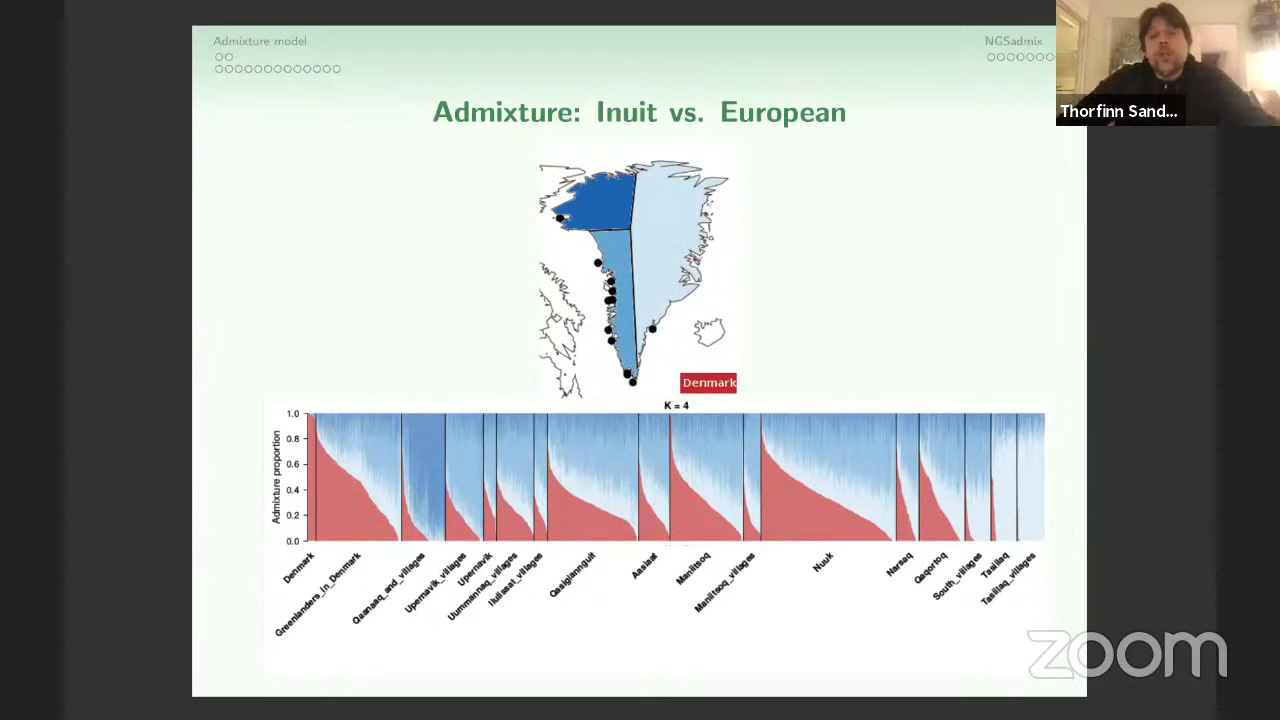 Admixture model
NGSadmix
Thorfinn Sand...
Admixture: Inuit vs. European
Denmark
K = 4
Admixture proportion
1.0
0.8
0.6
0.4
0.2
0.0
Denmark
Greenlanders_in_Denmark
Qaanaaq_and_villages
Upernavik_villages
Upernavik
Uummannaq_villages
Ilulissat_villages
Qasigiannguit
Aasiaat
Maniitsoq
Maniitsoq_villages
Nuuk
Narsaq
Qaqortoq
South_villages
Tasiilaq
Tasiilaq_villages
zoom